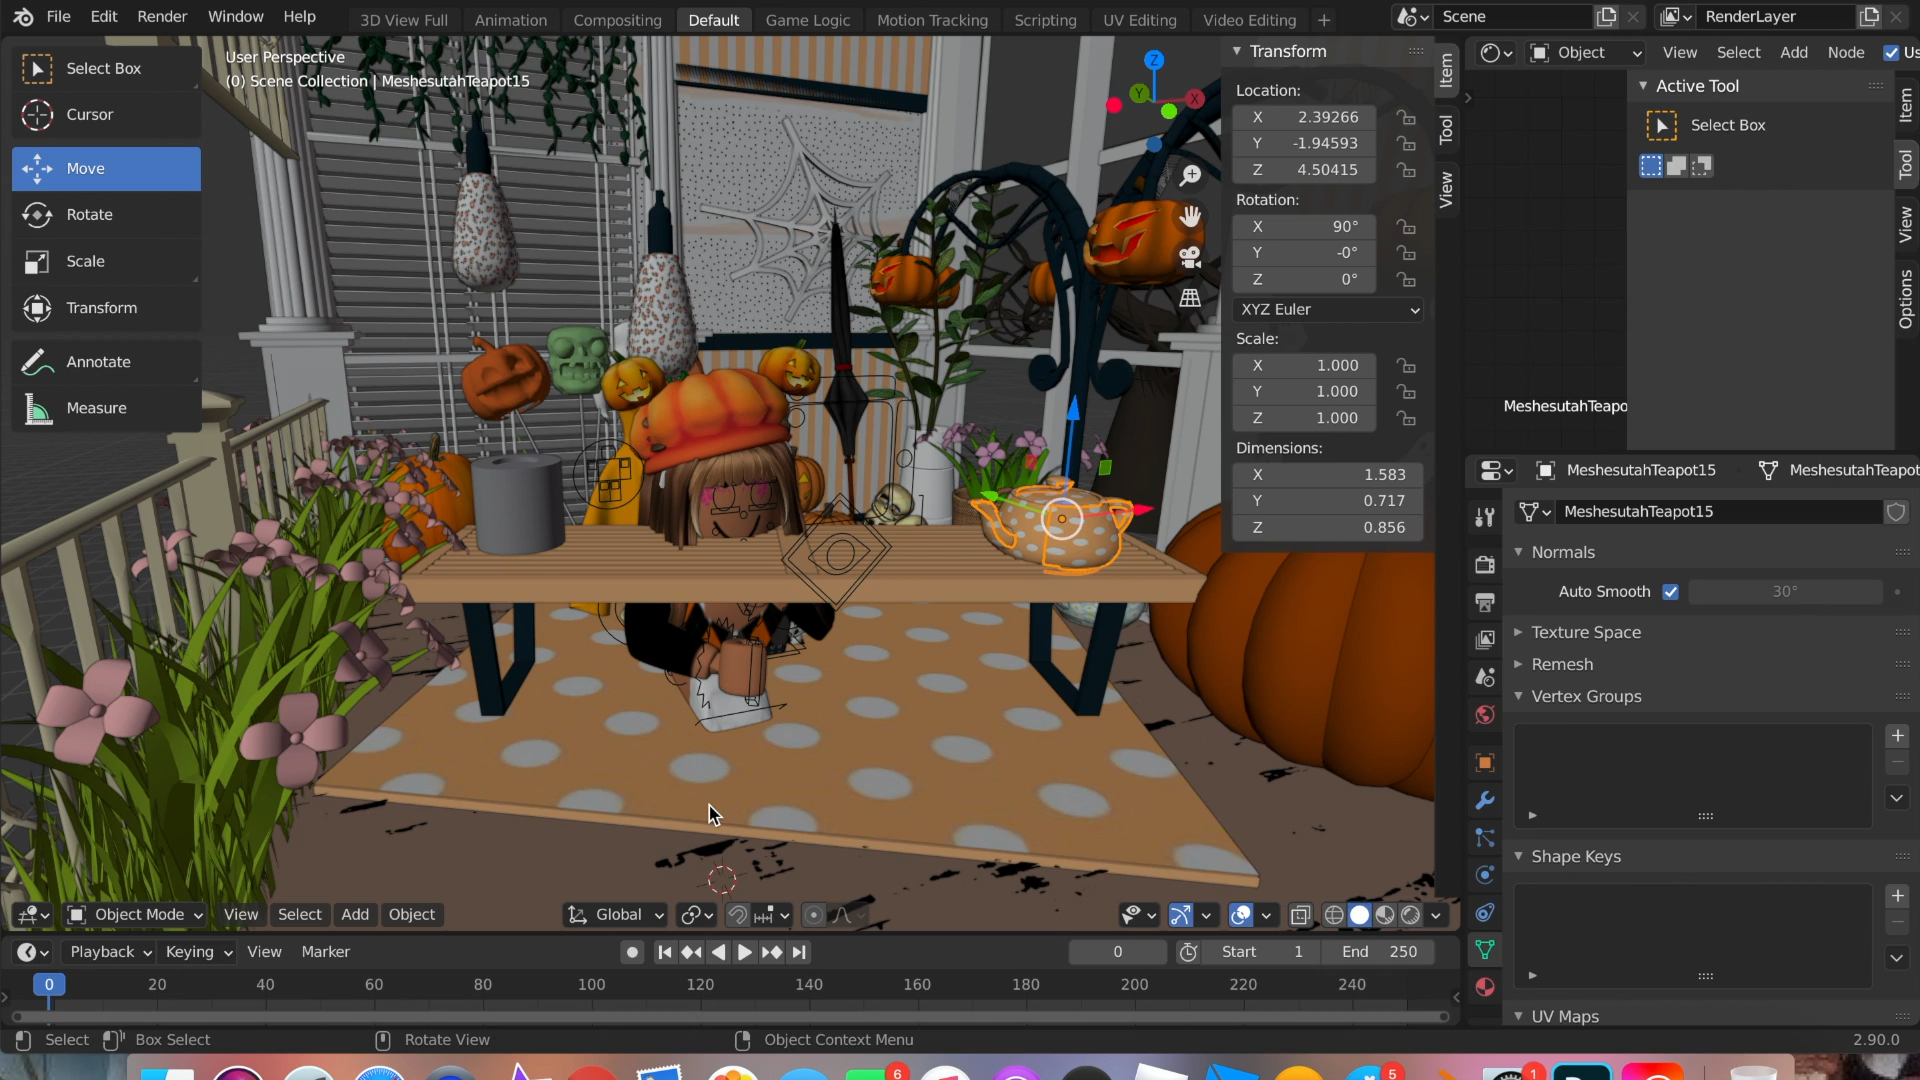 File Edit Render Window Help
3D View Full Animation Compositing Default Game Logic Motion Tracking Scripting UV Editing Video Editing +
Scene
RenderLayer
Select Box
Cursor
Move
Rotate
Scale
Transform
Annotate
Measure
User Perspective
(0) Scene Collection | MeshesutahTeapot15
Z
Y
X
Transform
Location:
X 2.39266
Y -1.94593
Z 4.50415
Rotation:
X 90°
Y -0°
Z 0°
XYZ Euler
Scale:
X 1.000
Y 1.000
Z 1.000
Dimensions:
X 1.583
Y 0.717
Z 0.856
Item
Tool
View
Object View Select Add Node Us
Active Tool
Select Box
Item
Tool
View
Options
MeshesutahTeapo
MeshesutahTeapot15 MeshesutahTeapot
MeshesutahTeapot15
Normals
Auto Smooth 30°
Texture Space
Remesh
Vertex Groups
Shape Keys
UV Maps
Object Mode View Select Add Object
Global
Playback Keying View Marker
0 Start 1 End 250
0 20 40 60 80 100 120 140 160 180 200 220 240
Select Box Select Rotate View Object Context Menu 2.90.0
6 5 1